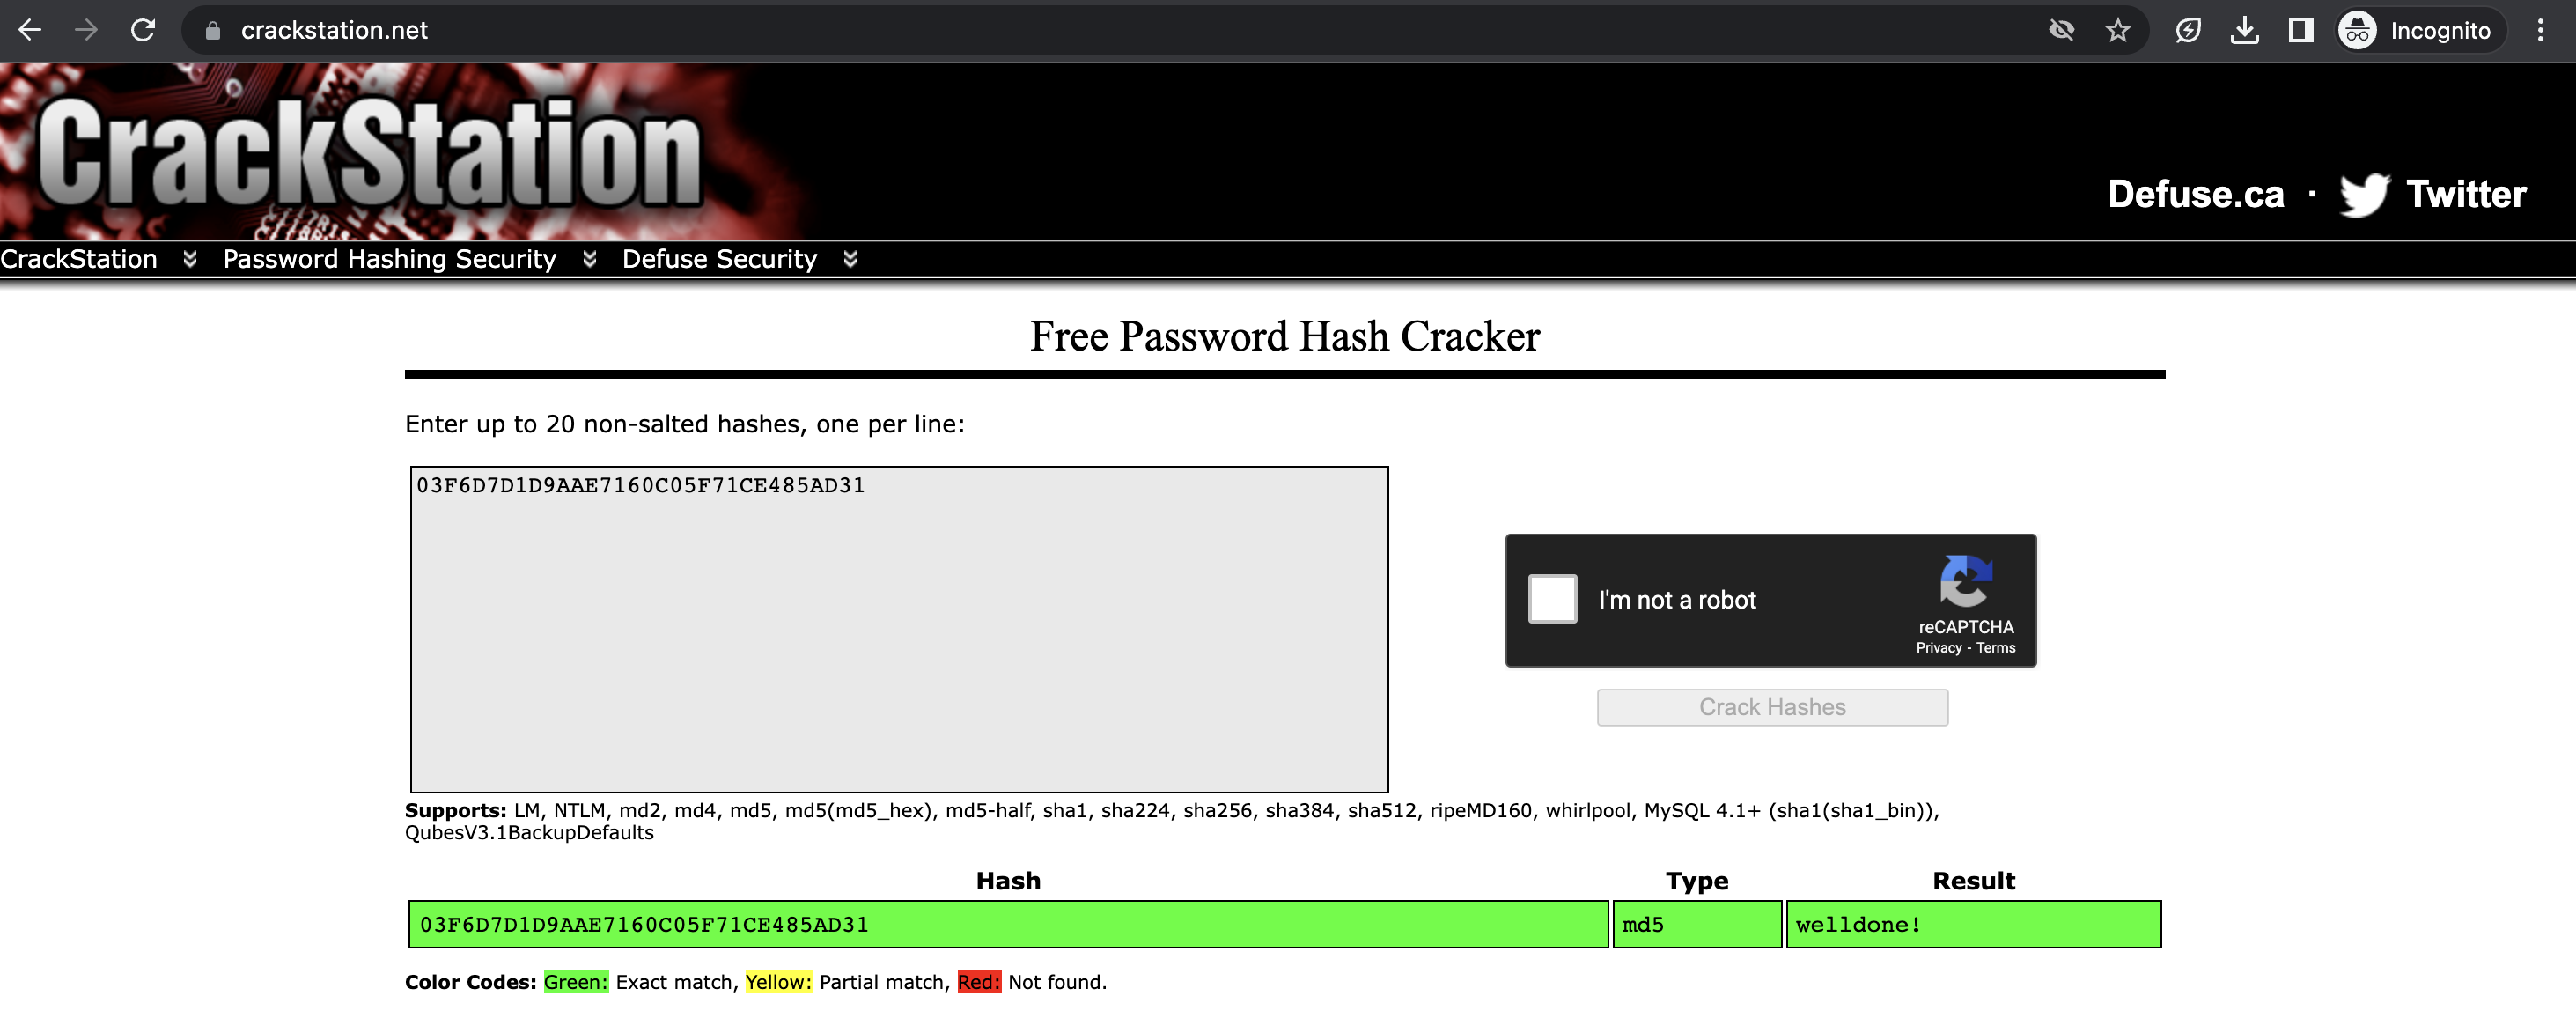 crackstation.net
Incognito
CrackStation
Defuse.ca · Twitter
CrackStation Password Hashing Security Defuse Security
Free Password Hash Cracker
Enter up to 20 non-salted hashes, one per line:
03F6D7D1D9AAE7160C05F71CE485AD31
I'm not a robot
reCAPTCHA
Privacy - Terms
Crack Hashes
Supports: LM, NTLM, md2, md4, md5, md5(md5_hex), md5-half, sha1, sha224, sha256, sha384, sha512, ripeMD160, whirlpool, MySQL 4.1+ (sha1(sha1_bin)),
QubesV3.1BackupDefaults
Hash Type Result
03F6D7D1D9AAE7160C05F71CE485AD31 md5 welldone!
Color Codes: Green: Exact match, Yellow: Partial match, Red: Not found.